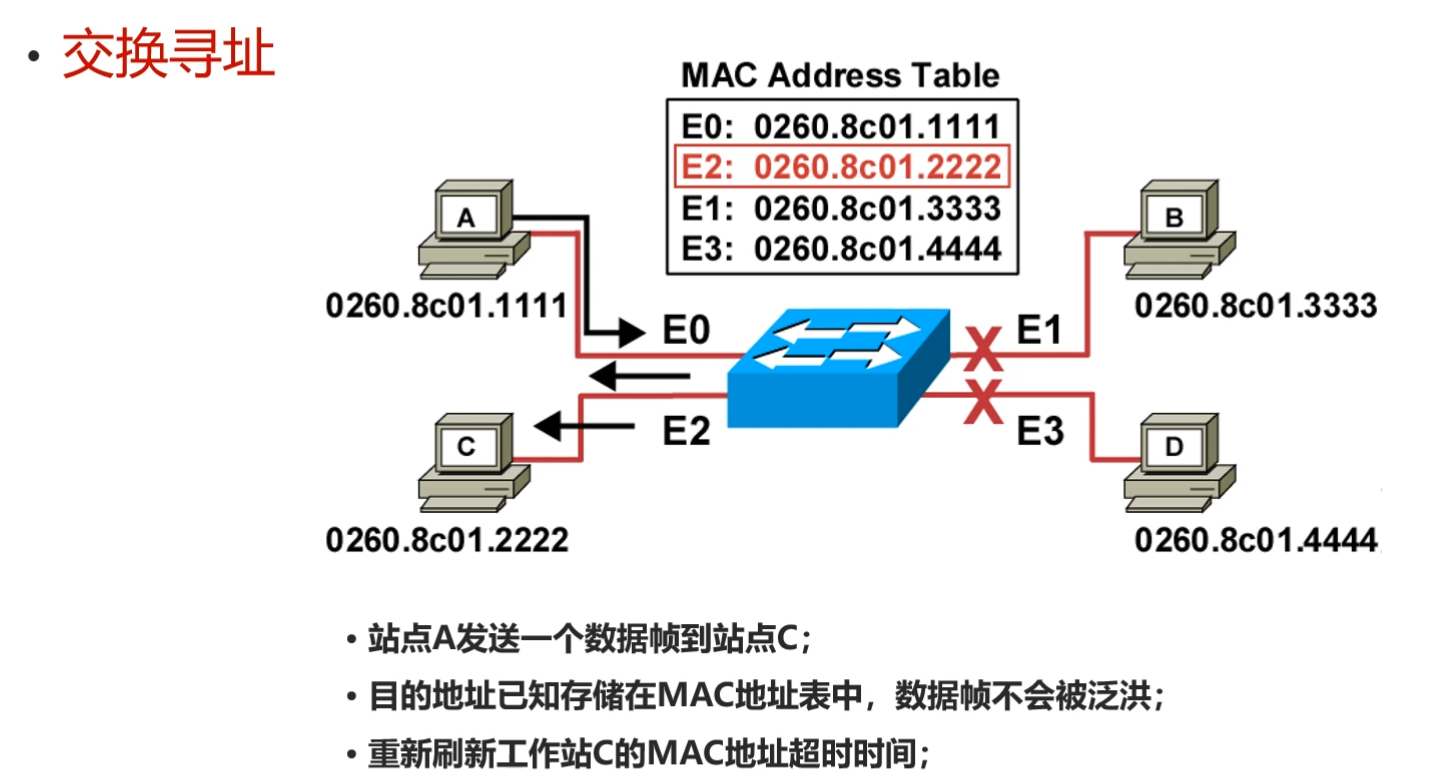 • 交换寻址
MAC Address Table
E0: 0260.8c01.1111
E2: 0260.8c01.2222
E1: 0260.8c01.3333
E3: 0260.8c01.4444
A
B
0260.8c01.1111
0260.8c01.3333
E0
E1
E2
E3
C
D
0260.8c01.2222
0260.8c01.4444
• 站点A发送一个数据帧到站点C；
• 目的地址已知存储在MAC地址表中，数据帧不会被泛洪；
• 重新刷新工作站C的MAC地址超时时间；